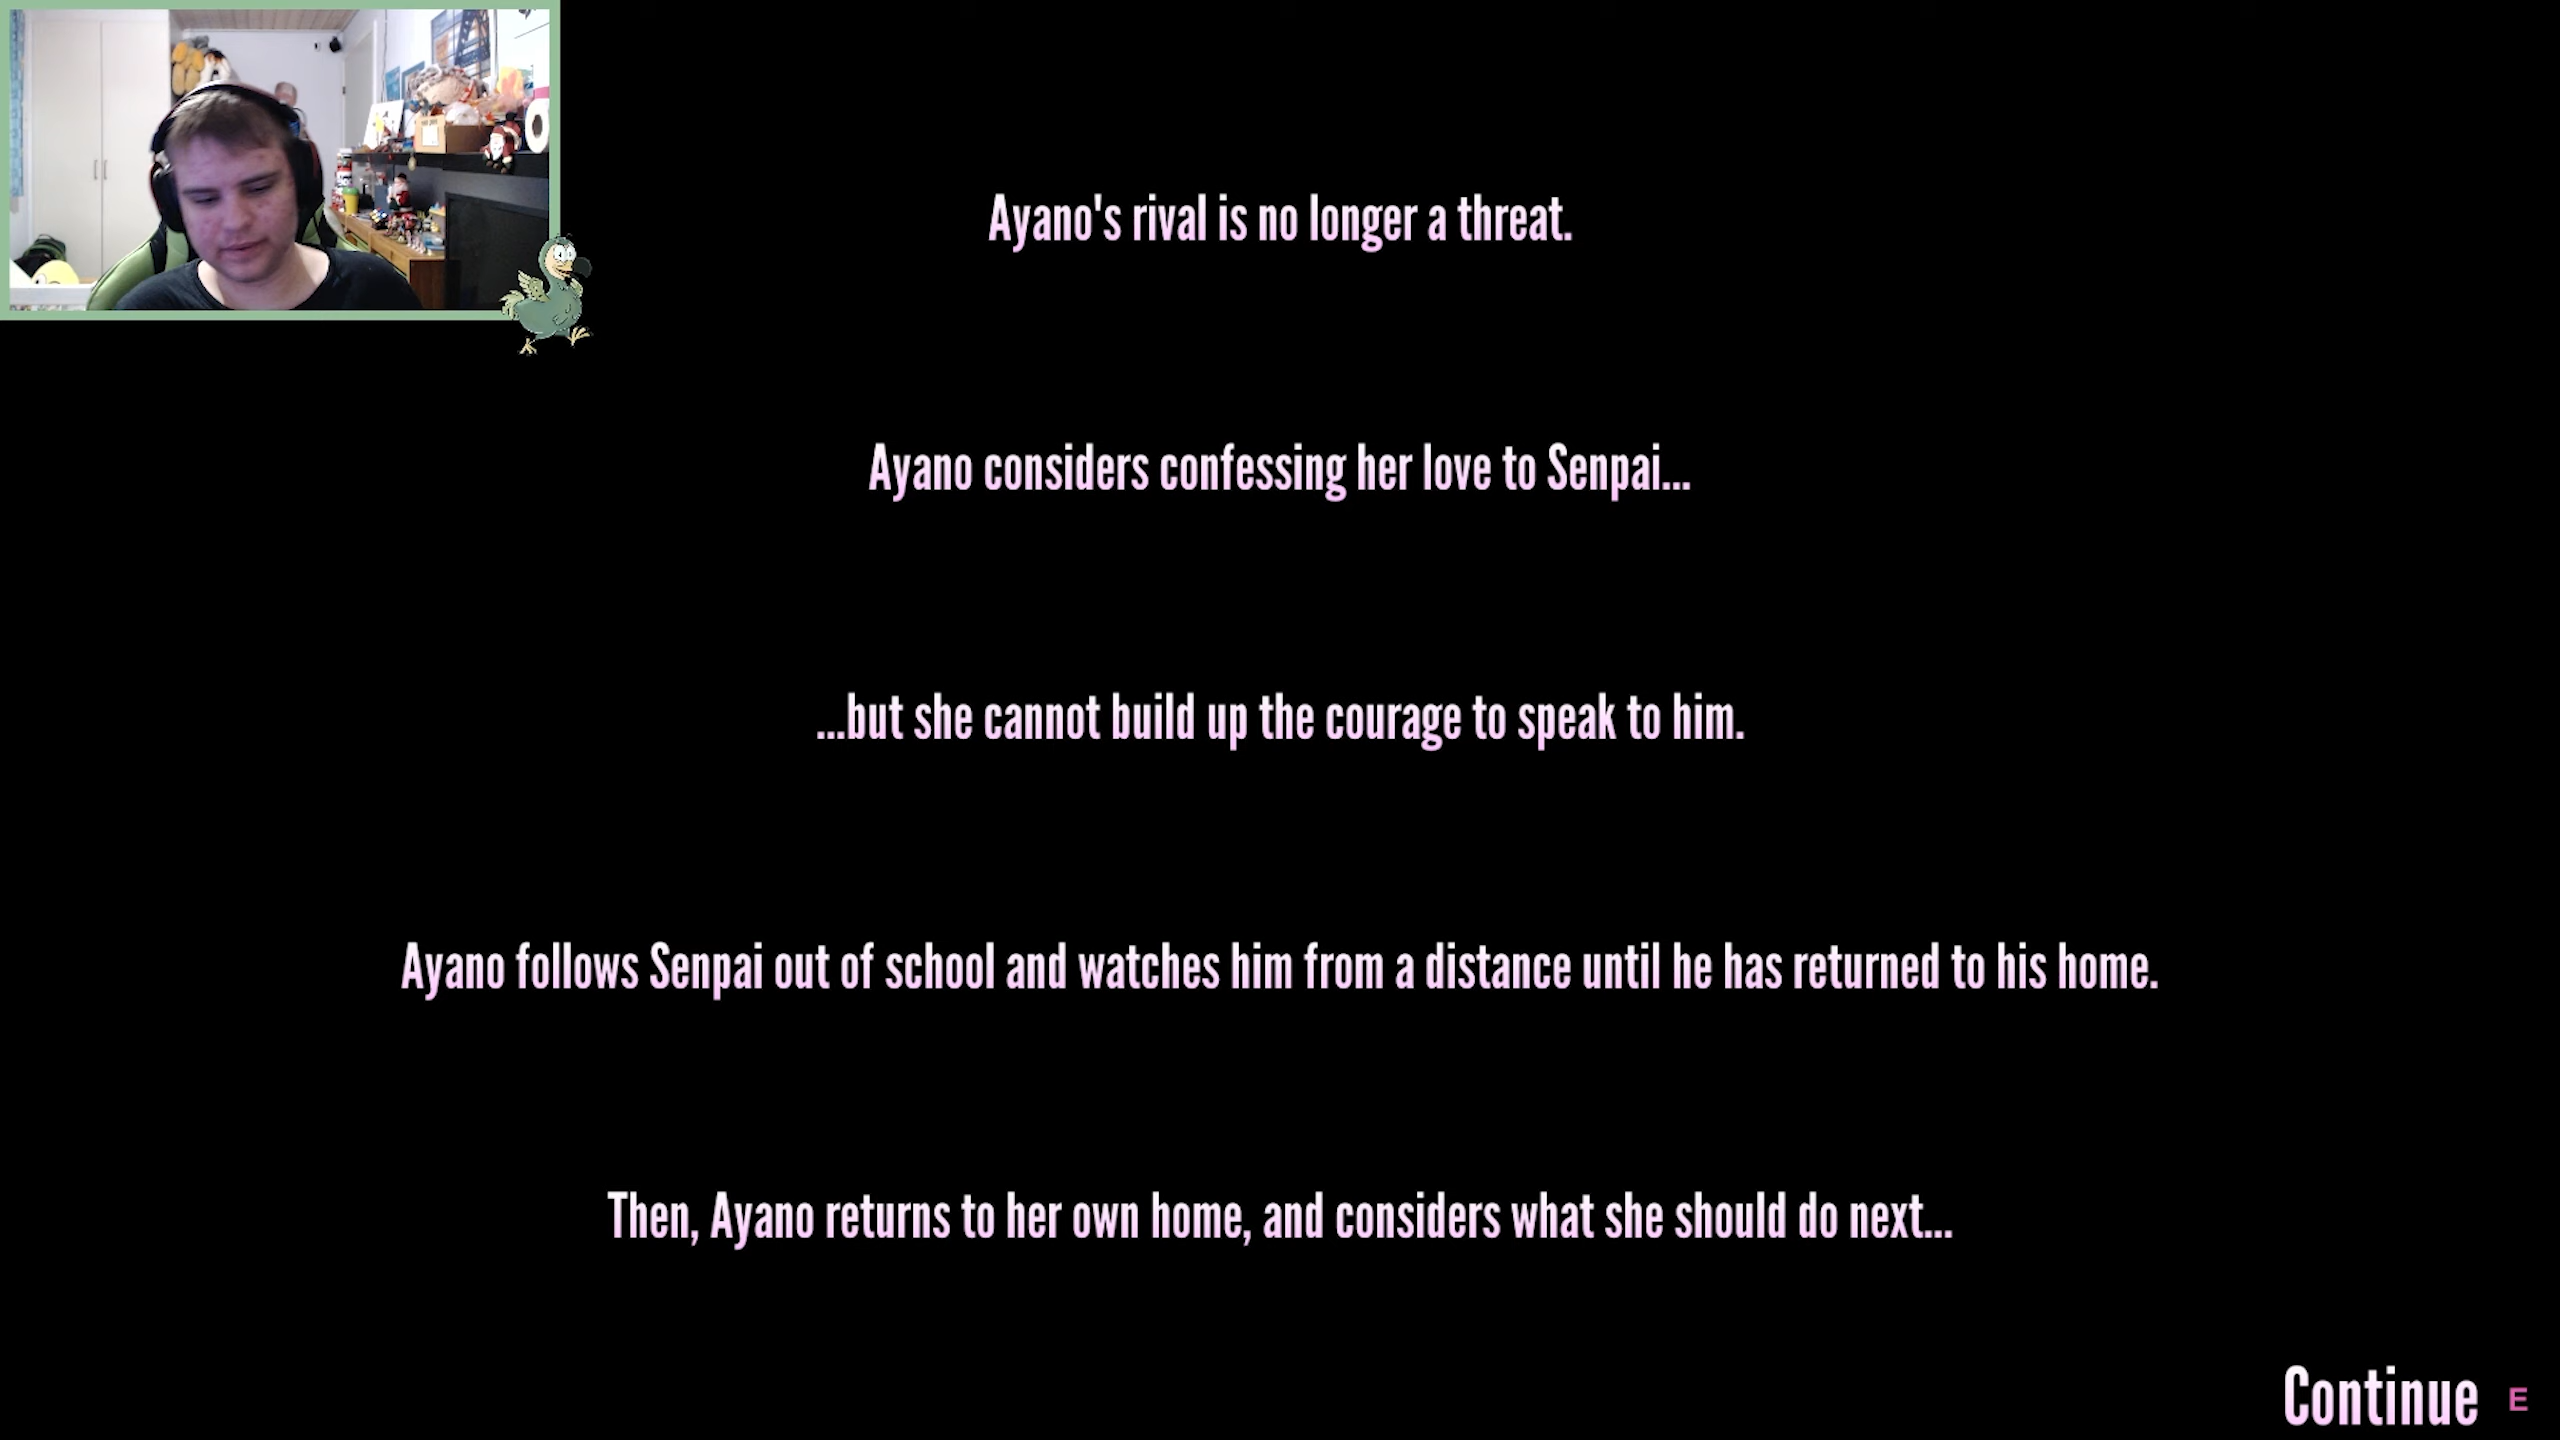 Ayano's rival is no longer a threat.
Ayano considers confessing her love to Senpai...
...but she cannot build up the courage to speak to him.
Ayano follows Senpai out of school and watches him from a distance until he has returned to his home.
Then, Ayano returns to her own home, and considers what she should do next...
Continue E